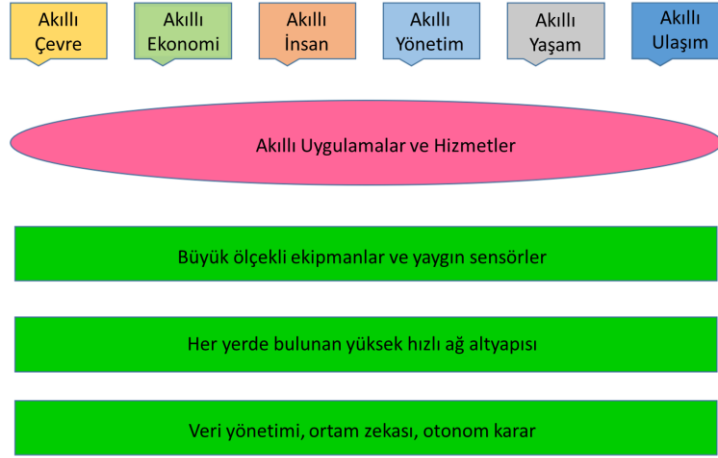 Akıllı
Çevre
Akıllı
Ekonomi
Akıllı
İnsan
Akıllı
Yönetim
Akıllı
Yaşam
Akıllı
Ulaşım
Akıllı Uygulamalar ve Hizmetler
Büyük ölçekli ekipmanlar ve yaygın sensörler
Her yerde bulunan yüksek hızlı ağ altyapısı
Veri yönetimi, ortam zekası, otonom karar